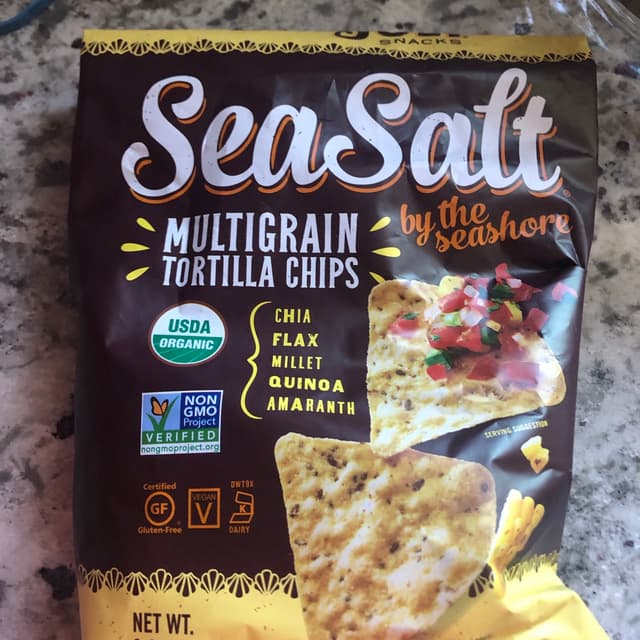 SNACKS
SeaSalt
by the
seashore
MULTIGRAIN
TORTILLA CHIPS
USDA
ORGANIC
CHIA
FLAX
MILLET
QUINOA
AMARANTH
NON
GMO
Project
VERIFIED
nongmoproject.org
SERVING SUGGESTION
Certified
GF
Gluten-Free
VEGAN
V
K
DAIRY
NET WT.